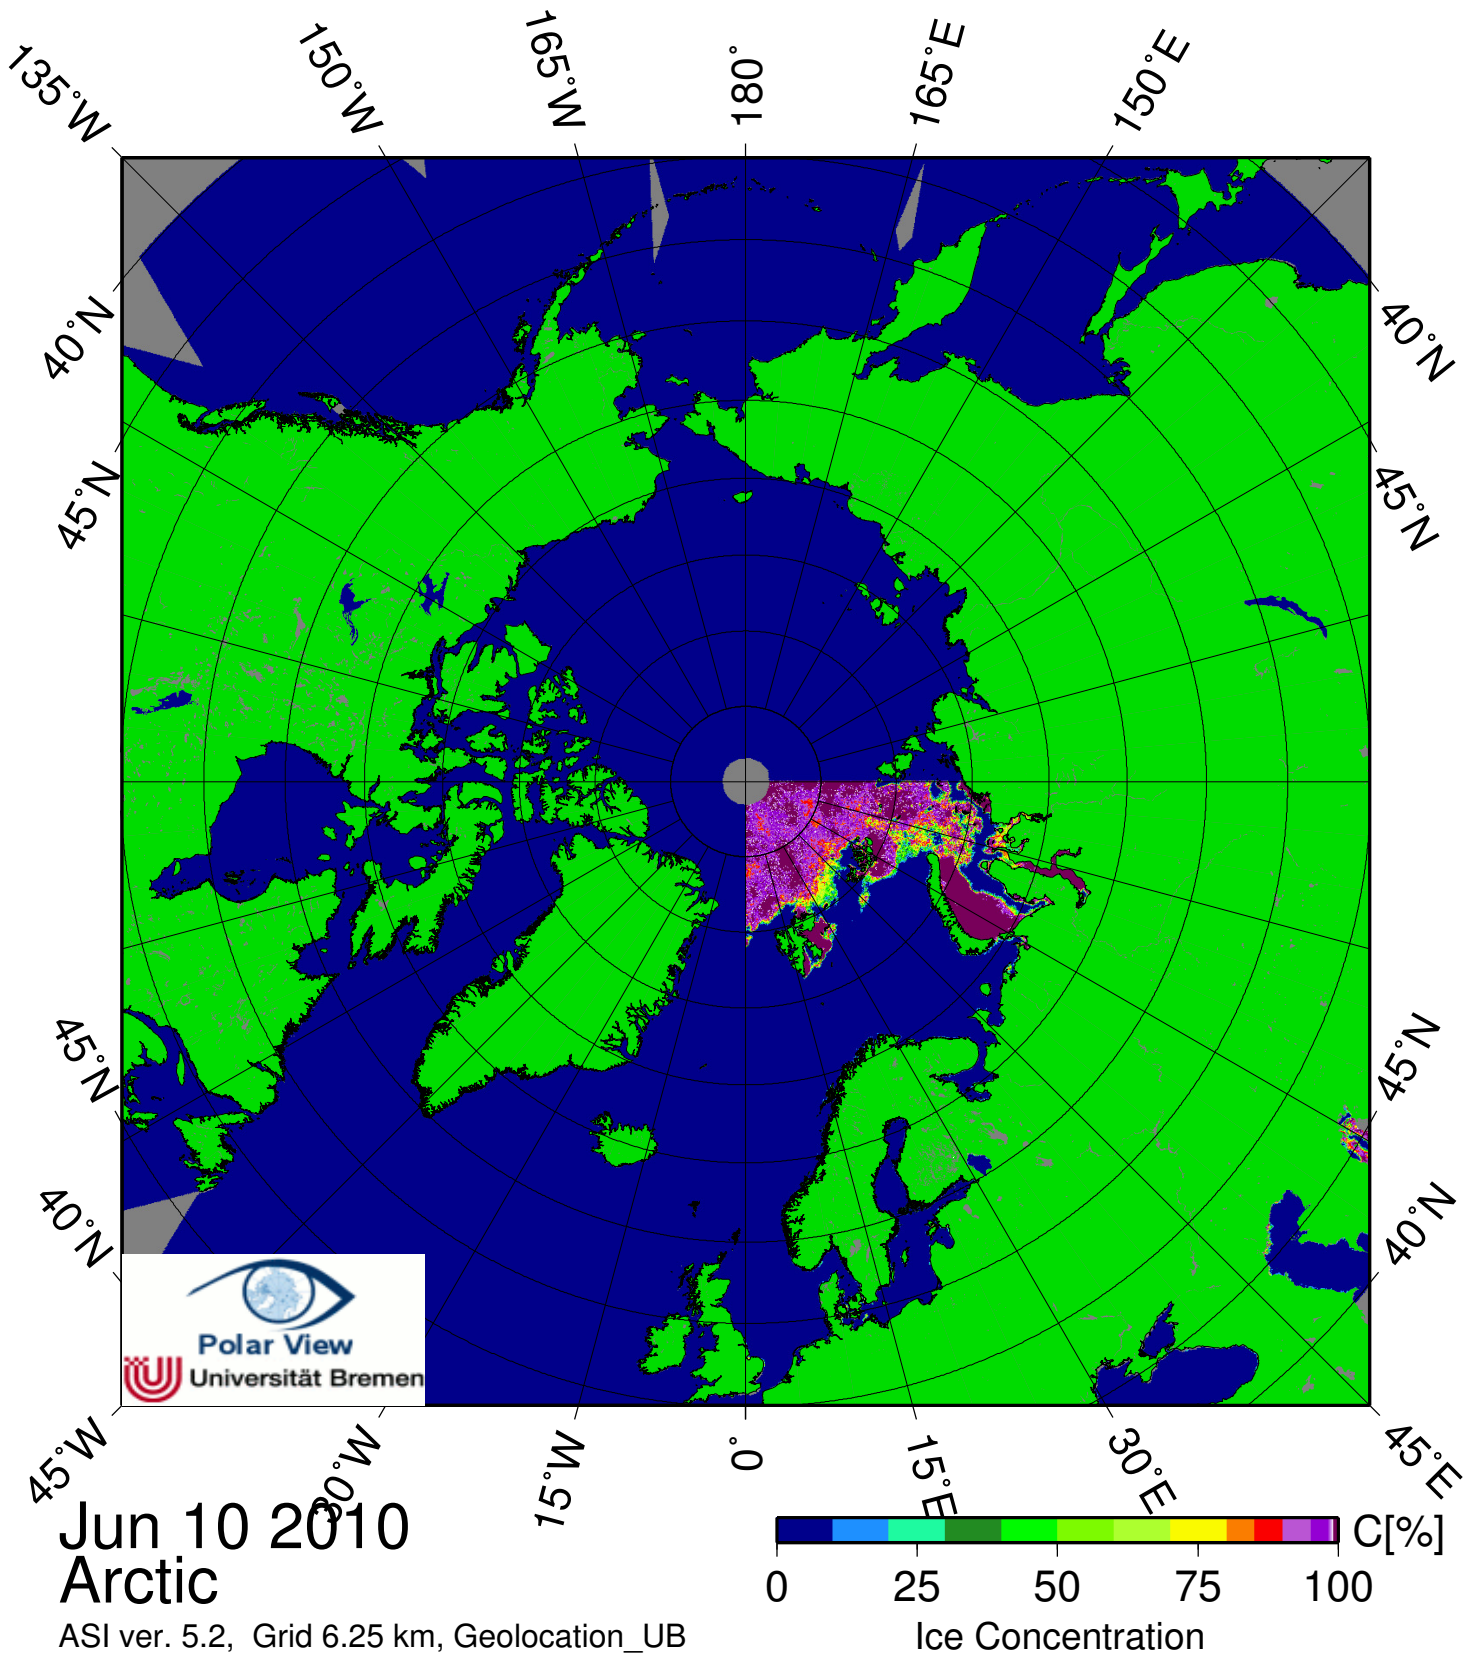 135°W
150°W
165°W
180°
165°E
150°E
40°N
45°N
40°N
45°N
45°N
40°N
45°N
40°N
Polar View
Universität Bremen
45°W
30°W
15°W
0°
15°E
30°E
45°E
Jun 10 2010
Arctic
ASI ver. 5.2, Grid 6.25 km, Geolocation_UB
C[%]
0 25 50 75 100
Ice Concentration